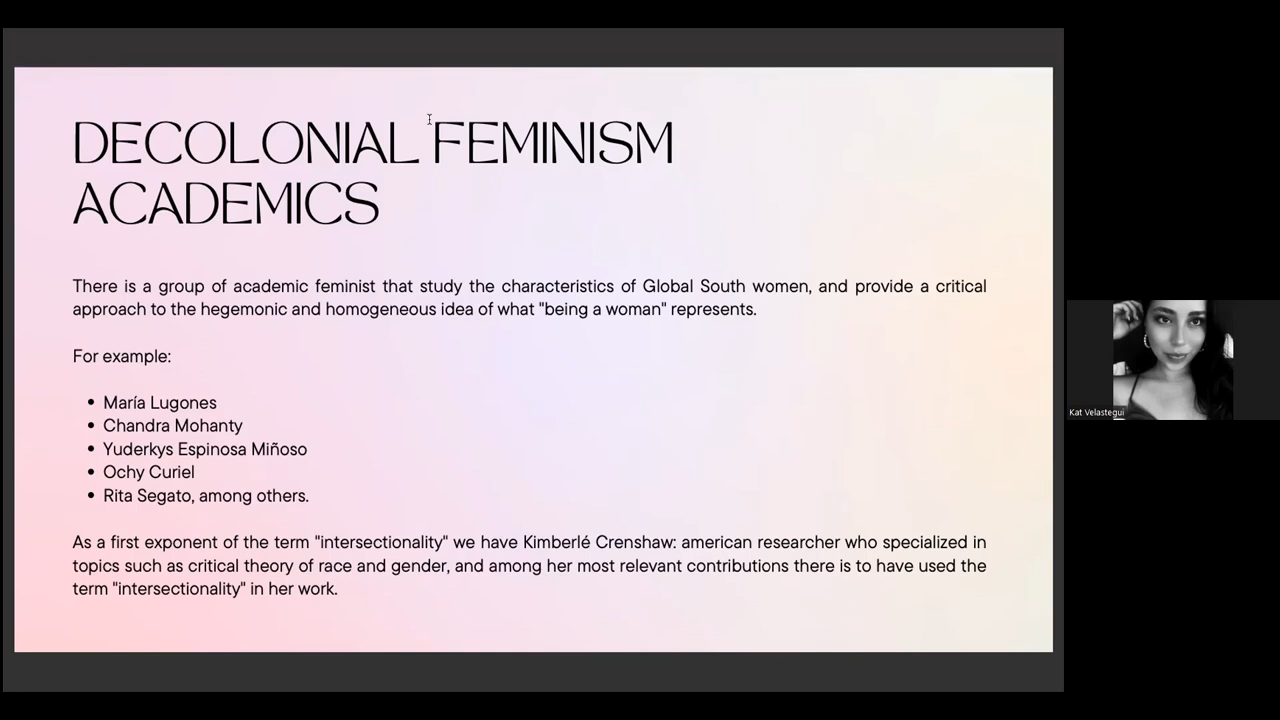 DECOLONIAL FEMINISM
ACADEMICS
There is a group of academic feminist that study the characteristics of Global South women, and provide a critical
approach to the hegemonic and homogeneous idea of what "being a woman" represents.
For example:
• María Lugones
• Chandra Mohanty
• Yuderkys Espinosa Miñoso
• Ochy Curiel
• Rita Segato, among others.
As a first exponent of the term "intersectionality" we have Kimberlé Crenshaw: american researcher who specialized in
topics such as critical theory of race and gender, and among her most relevant contributions there is to have used the
term "intersectionality" in her work.
Kat Velastegui